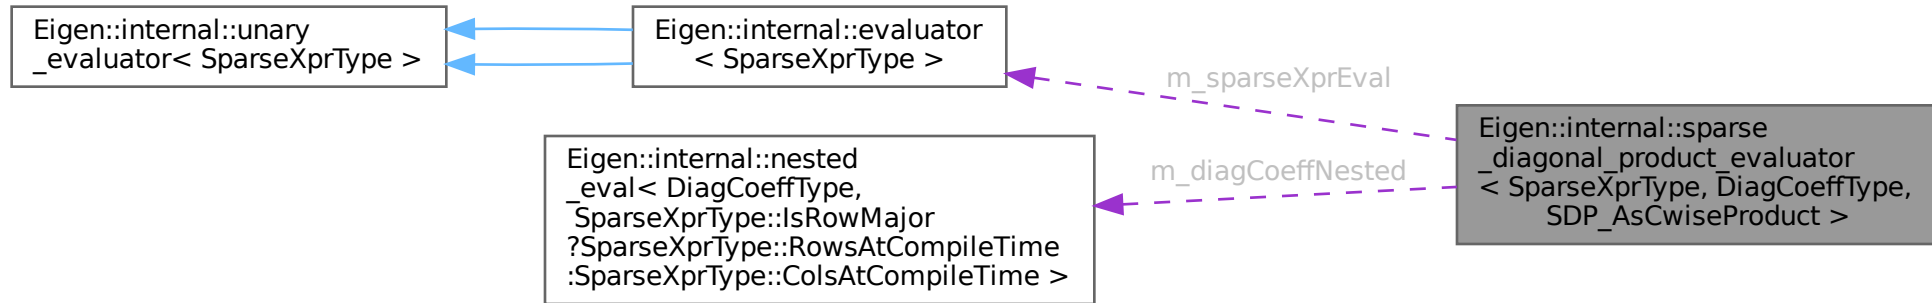 Eigen::internal::unary
_evaluator< SparseXprType >
Eigen::internal::evaluator
< SparseXprType >
m_sparseXprEval
Eigen::internal::nested
_eval< DiagCoeffType,
SparseXprType::IsRowMajor
?SparseXprType::RowsAtCompileTime
:SparseXprType::ColsAtCompileTime >
m_diagCoeffNested
Eigen::internal::sparse
_diagonal_product_evaluator
< SparseXprType, DiagCoeffType,
SDP_AsCwiseProduct >